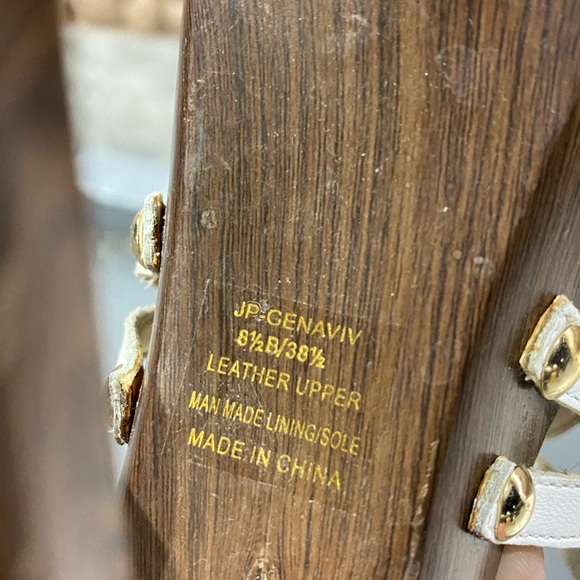 JP-GENAVIV
8½B/38½
LEATHER UPPER
MAN MADE LINING/SOLE
MADE IN CHINA